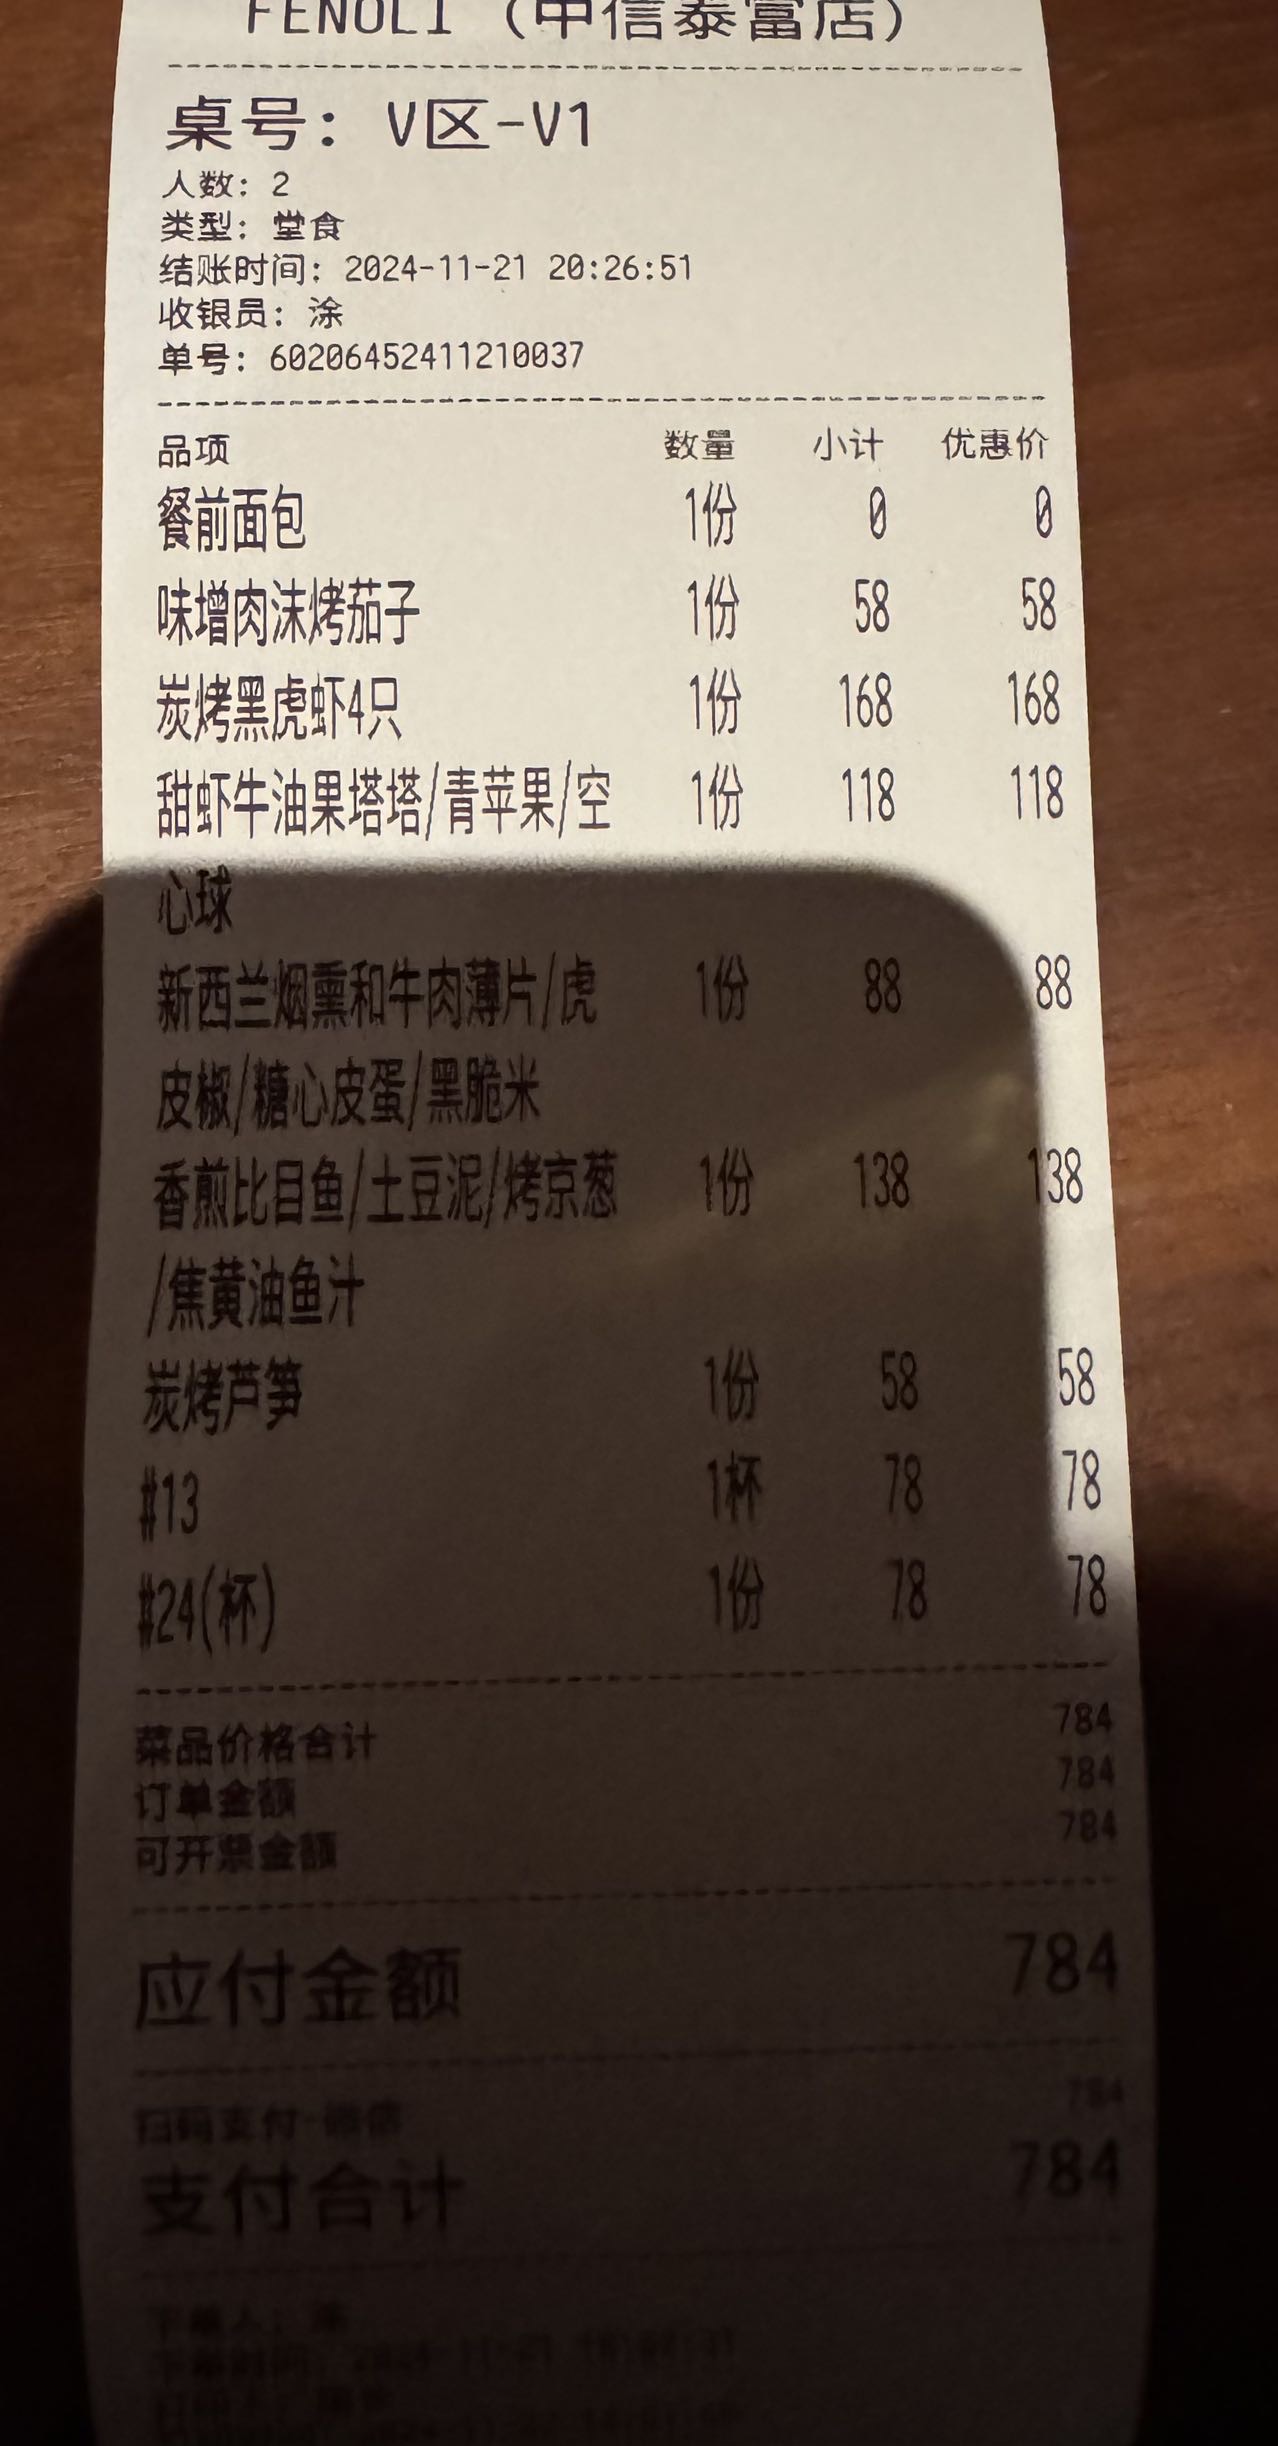 FENOLI (中信泰富店)
桌号: V区-V1
人数: 2
类型: 堂食
结账时间: 2024-11-21 20:26:51
收银员: 涂
单号: 60206452411210037
品项 数量 小计 优惠价
餐前面包 1份 0 0
味增肉沫烤茄子 1份 58 58
炭烤黑虎虾4只 1份 168 168
甜虾牛油果塔塔/青苹果/空 1份 118 118
心球
新西兰烟熏和牛肉薄片/虎 1份 88 88
皮椒/糖心皮蛋/黑脆米
香煎比目鱼/土豆泥/烤京葱 1份 138 138
/焦黄油鱼汁
炭烤芦笋 1份 58 58
#13 1杯 78 78
#24(杯) 1份 78 78
菜品价格合计 784
订单金额 784
可开票金额 784
应付金额 784
扫码支付-微信 784
支付合计 784